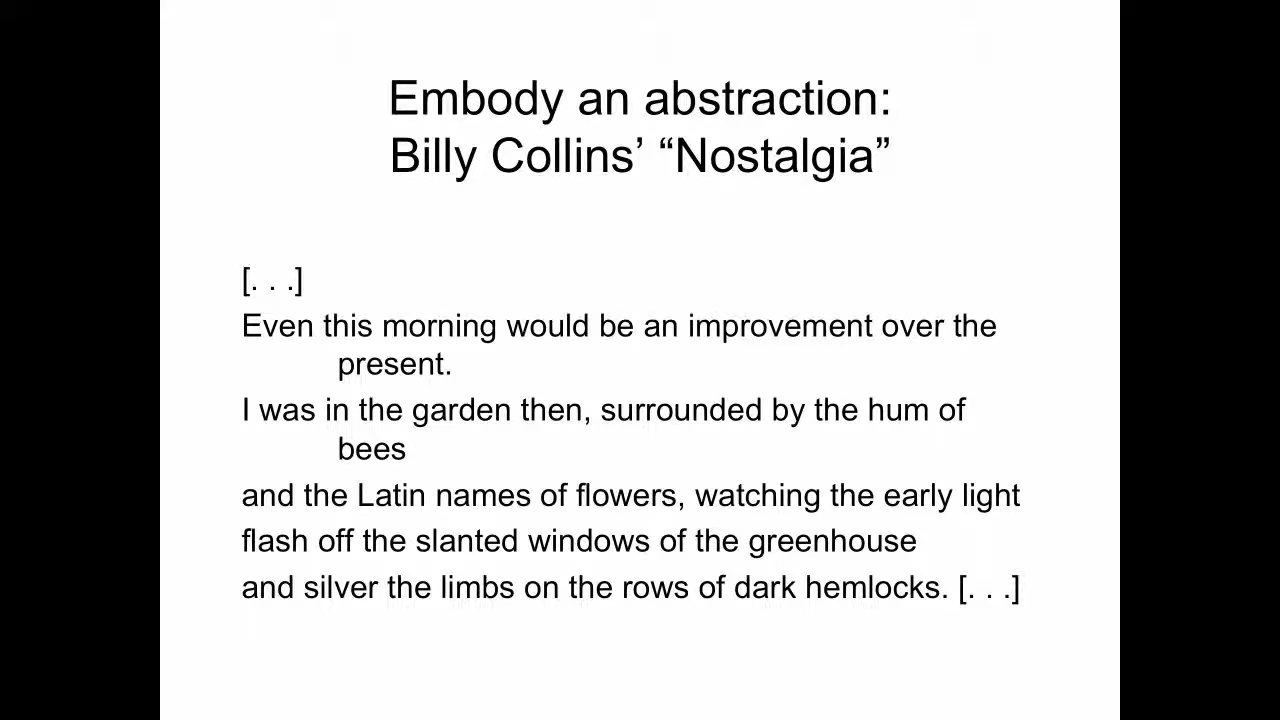 Embody an abstraction:
Billy Collins’ “Nostalgia”
[. . .]
Even this morning would be an improvement over the
present.
I was in the garden then, surrounded by the hum of
bees
and the Latin names of flowers, watching the early light
flash off the slanted windows of the greenhouse
and silver the limbs on the rows of dark hemlocks. [. . .]